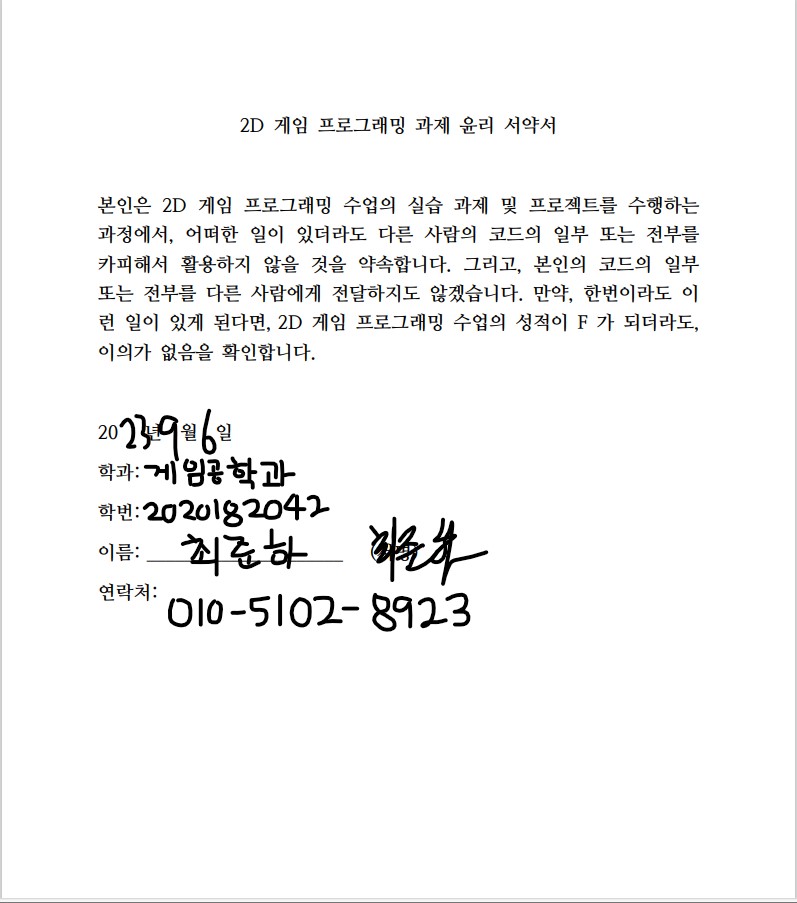 2D 게임 프로그래밍 과제 윤리 서약서
본인은 2D 게임 프로그래밍 수업의 실습 과제 및 프로젝트를 수행하는
과정에서, 어떠한 일이 있더라도 다른 사람의 코드의 일부 또는 전부를
카피해서 활용하지 않을 것을 약속합니다. 그리고, 본인의 코드의 일부
또는 전부를 다른 사람에게 전달하지도 않겠습니다. 만약, 한번이라도 이
런 일이 있게 된다면, 2D 게임 프로그래밍 수업의 성적이 F 가 되더라도,
이의가 없음을 확인합니다.
2023년 9월 6일
학과: 게임공학과
학번: 2020182042
이름: 최준하
연락처:
010-5102-8923